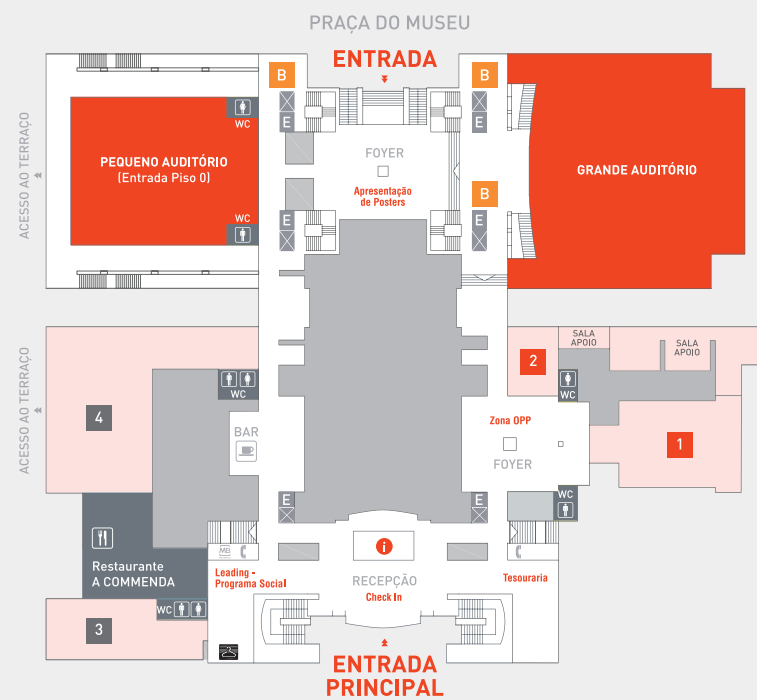 PRAÇA DO MUSEU
ENTRADA
B
B
E
E
WC
PEQUENO AUDITÓRIO
(Entrada Piso 0)
WC
ACESSO AO TERRAÇO
FOYER
Apresentação
de Posters
GRANDE AUDITÓRIO
B
E
E
SALA
APOIO
SALA
APOIO
2
WC
WC
4
ACESSO AO TERRAÇO
BAR
Zona OPP
FOYER
1
E
E
WC
Restaurante
A COMMENDA
MB
i
Leading -
Programa Social
RECEPÇÃO
Check In
Tesouraria
WC
3
ENTRADA
PRINCIPAL